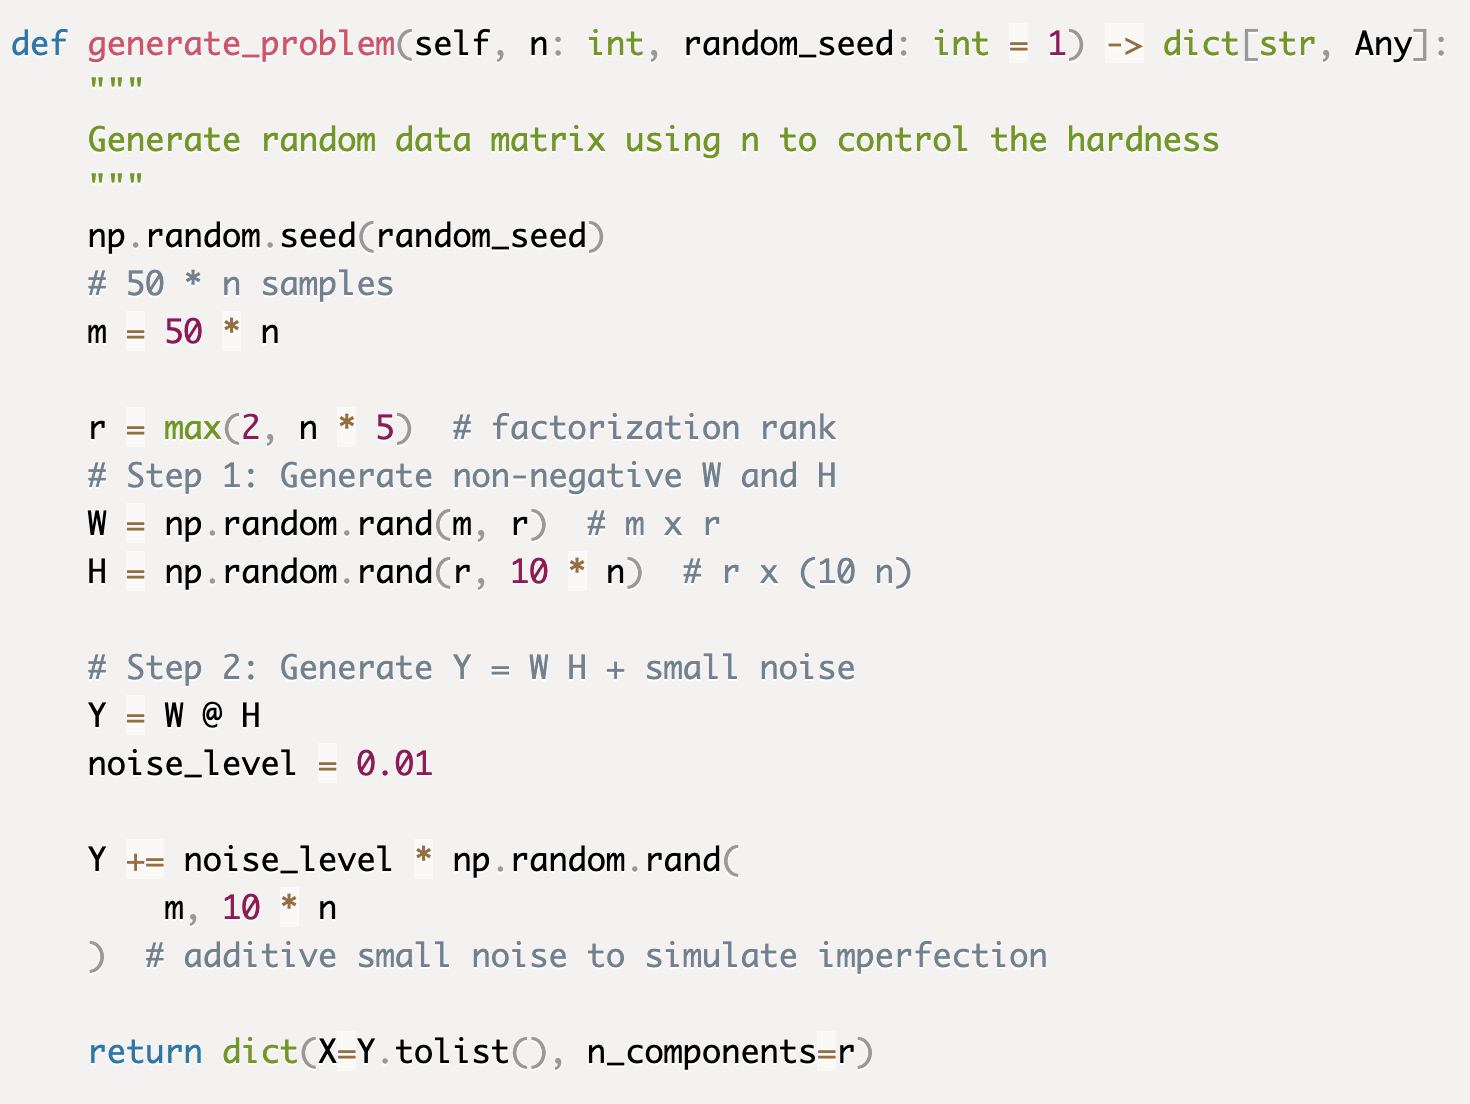 def generate_problem(self, n: int, random_seed: int = 1) -> dict[str, Any]:
    """
    Generate random data matrix using n to control the hardness
    """
    np.random.seed(random_seed)
    # 50 * n samples
    m = 50 * n

    r = max(2, n * 5)  # factorization rank
    # Step 1: Generate non-negative W and H
    W = np.random.rand(m, r)  # m x r
    H = np.random.rand(r, 10 * n)  # r x (10 n)

    # Step 2: Generate Y = W H + small noise
    Y = W @ H
    noise_level = 0.01

    Y += noise_level * np.random.rand(
        m, 10 * n
    )  # additive small noise to simulate imperfection

    return dict(X=Y.tolist(), n_components=r)